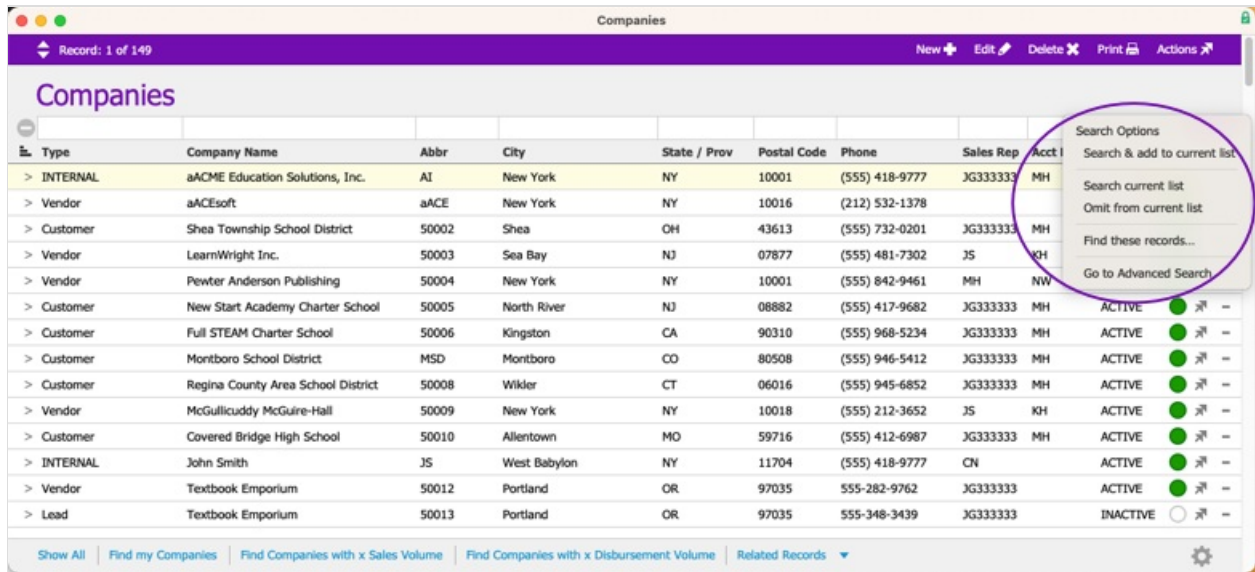 Companies
Record: 1 of 149 New Edit Delete Print Actions
Companies
Search Options
Search & add to current list
Search current list
Omit from current list
Find these records...
Go to Advanced Search
Type Company Name Abbr City State / Prov Postal Code Phone Sales Rep Acct
> INTERNAL aACME Education Solutions, Inc. AI New York NY 10001 (555) 418-9777 JG333333 MH
> Vendor aACEsoft aACE New York NY 10016 (212) 532-1378
> Customer Shea Township School District 50002 Shea OH 43613 (555) 732-0201 JG333333 MH
> Vendor LearnWright Inc. 50003 Sea Bay NJ 07877 (555) 481-7302 JS KH
> Vendor Pewter Anderson Publishing 50004 New York NY 10001 (555) 842-9461 MH NW
> Customer New Start Academy Charter School 50005 North River NJ 08882 (555) 417-9682 JG333333 MH ACTIVE
> Customer Full STEAM Charter School 50006 Kingston CA 90310 (555) 968-5234 JG333333 MH ACTIVE
> Customer Montboro School District MSD Montboro CO 80508 (555) 946-5412 JG333333 MH ACTIVE
> Customer Regina County Area School District 50008 Wikler CT 06016 (555) 945-6852 JG333333 MH ACTIVE
> Vendor McGullicuddy McGuire-Hall 50009 New York NY 10018 (555) 212-3652 JS KH ACTIVE
> Customer Covered Bridge High School 50010 Allentown MO 59716 (555) 412-6987 JG333333 MH ACTIVE
> INTERNAL John Smith JS West Babylon NY 11704 (555) 418-9777 CN ACTIVE
> Vendor Textbook Emporium 50012 Portland OR 97035 555-282-9762 JG333333 ACTIVE
> Lead Textbook Emporium 50013 Portland OR 97035 555-348-3439 JG333333 INACTIVE
Show All Find my Companies Find Companies with x Sales Volume Find Companies with x Disbursement Volume Related Records